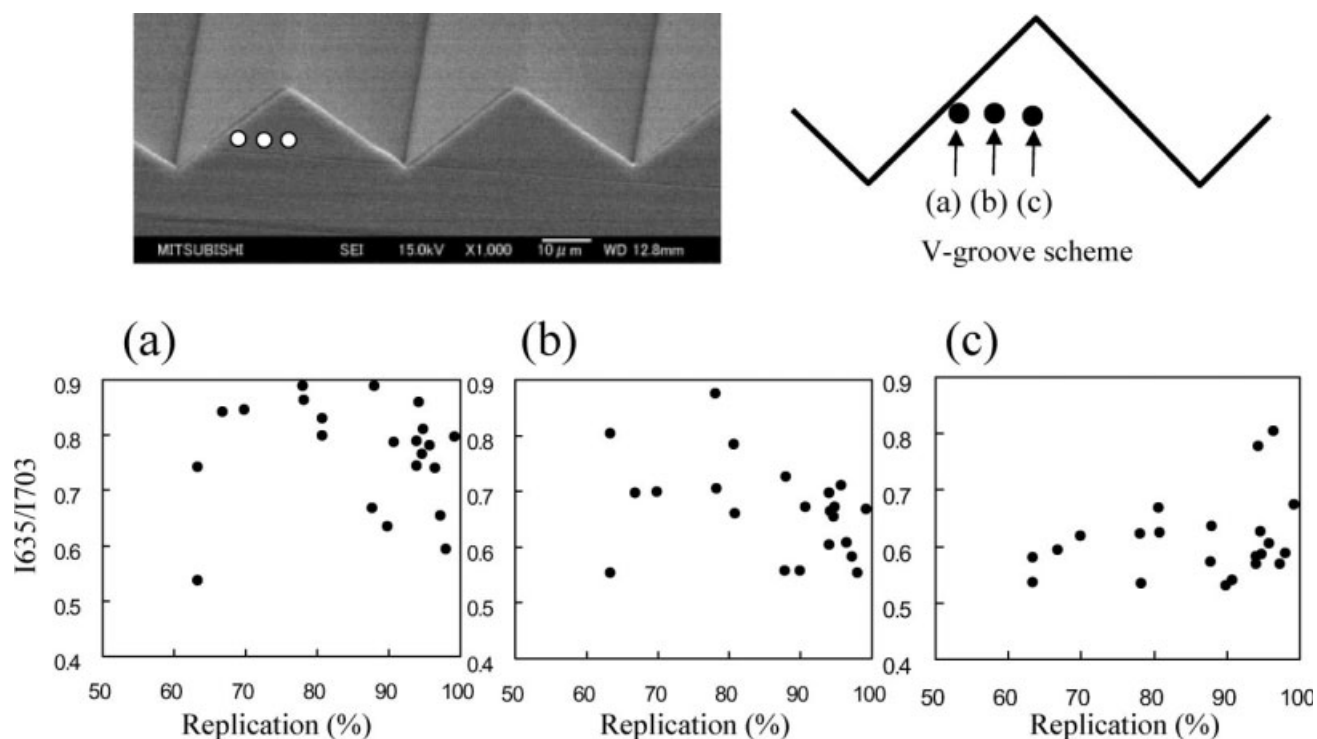 MITSUBISHI SEI 15.0kV X1.000 10μm WD 12.8mm
(a) (b) (c)
V-groove scheme
(a)
(b)
(c)
I635/I703
0.9
0.8
0.7
0.6
0.5
0.4
50 60 70 80 90 100
Replication (%)
0.9
0.8
0.7
0.6
0.5
0.4
50 60 70 80 90 100
Replication (%)
0.9
0.8
0.7
0.6
0.5
0.4
50 60 70 80 90 100
Replication (%)